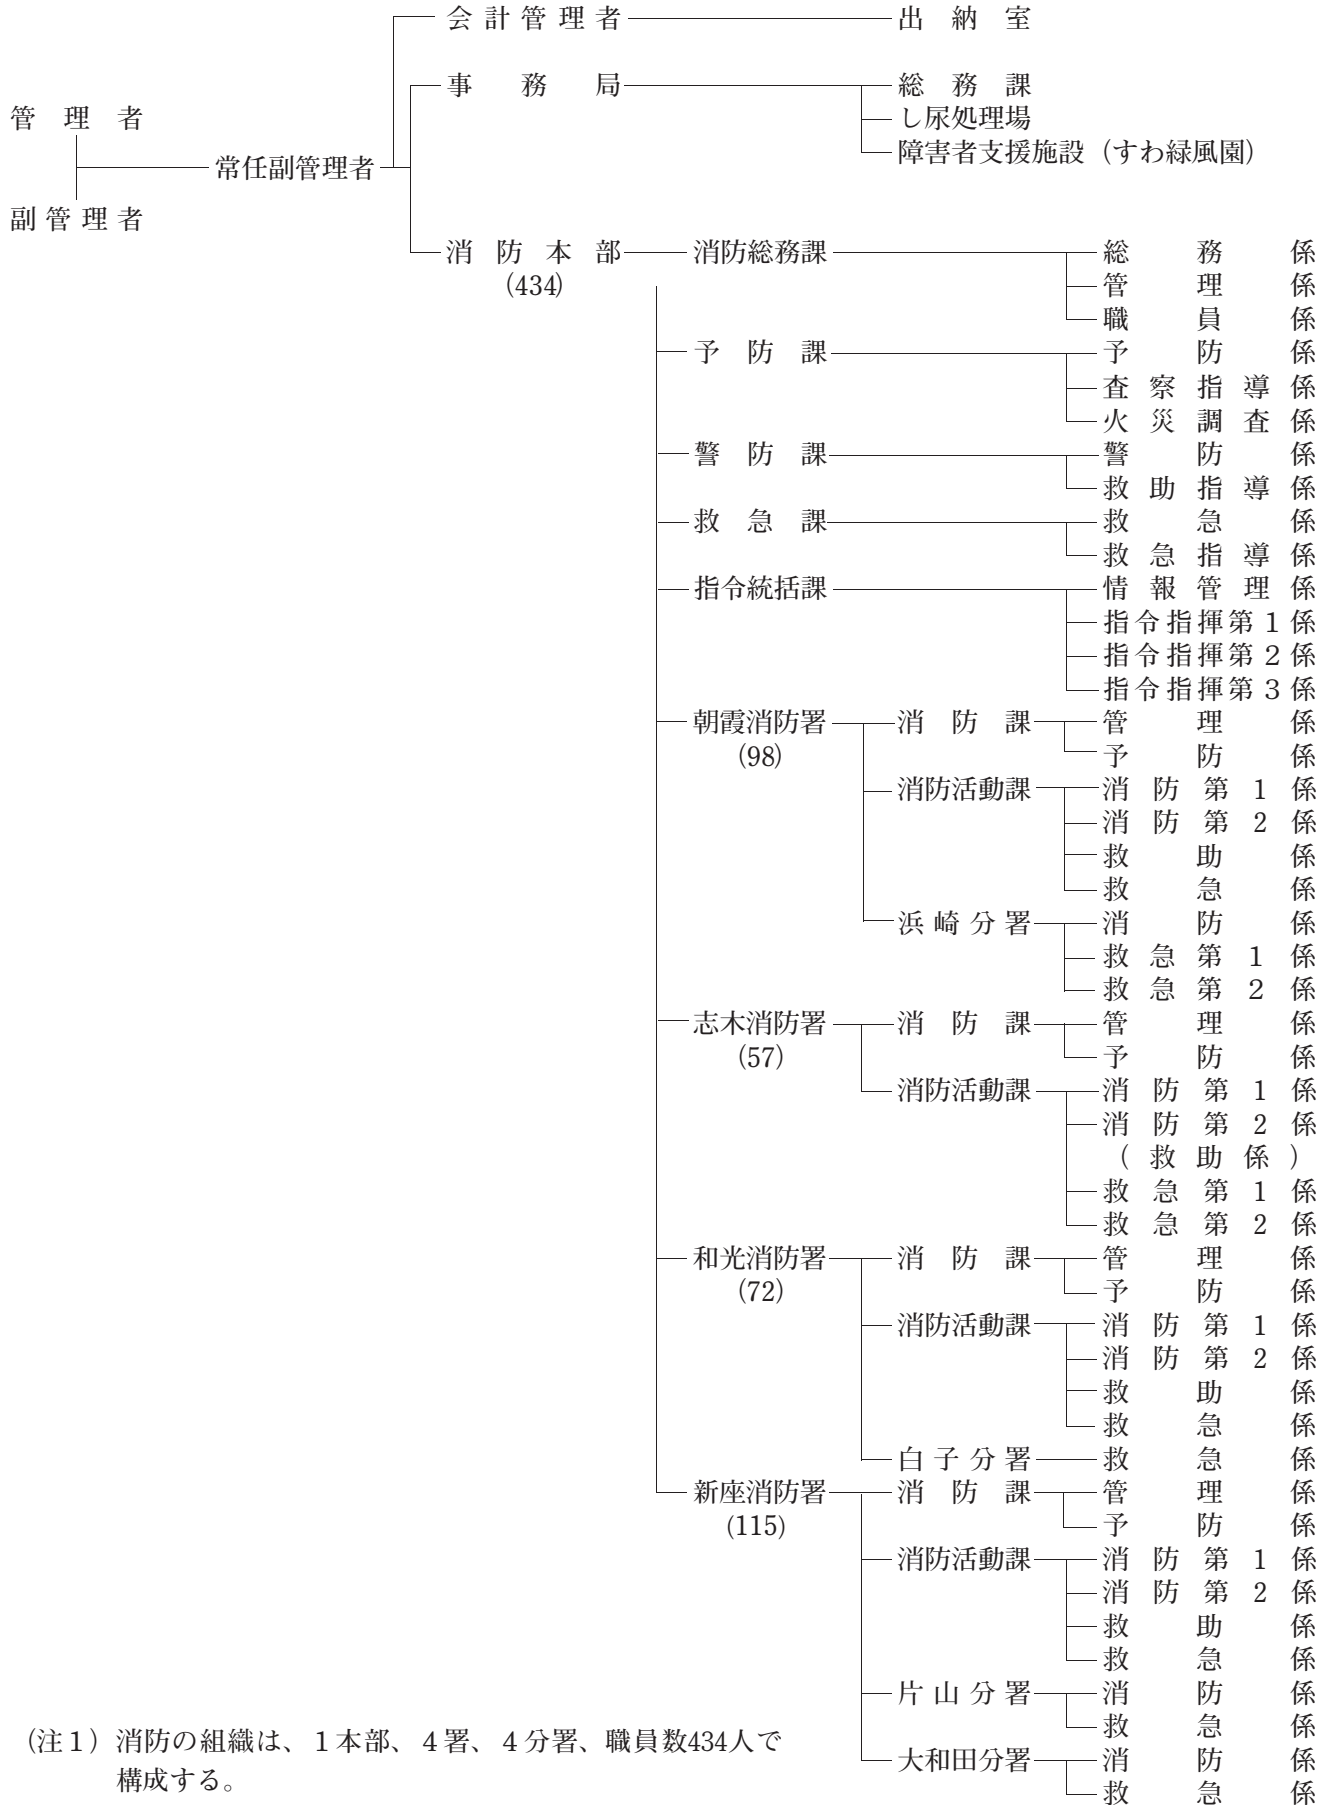 会計管理者 出納室
事務局 総務課
管理者 し尿処理場
障害者支援施設（すわ緑風園）
常任副管理者
副管理者
消防本部 消防総務課 総務係
(434) 管理係
職員係
予防課 予防係
査察指導係
火災調査係
警防課 警防係
救助指導係
救急課 救急係
救急指導係
指令統括課 情報管理係
指令指揮第１係
指令指揮第２係
指令指揮第３係
朝霞消防署 消防課 管理係
(98) 予防係
消防活動課 消防第1係
消防第2係
救助係
救急係
浜崎分署 消防係
救急第1係
救急第2係
志木消防署 消防課 管理係
(57) 予防係
消防活動課 消防第1係
消防第2係
（救助係）
救急第1係
救急第2係
和光消防署 消防課 管理係
(72) 予防係
消防活動課 消防第1係
消防第2係
救助係
救急係
白子分署 救急係
新座消防署 消防課 管理係
(115) 予防係
消防活動課 消防第1係
消防第2係
救助係
救急係
片山分署 消防係
救急係
大和田分署 消防係
救急係
（注１）消防の組織は、１本部、４署、４分署、職員数434人で
構成する。